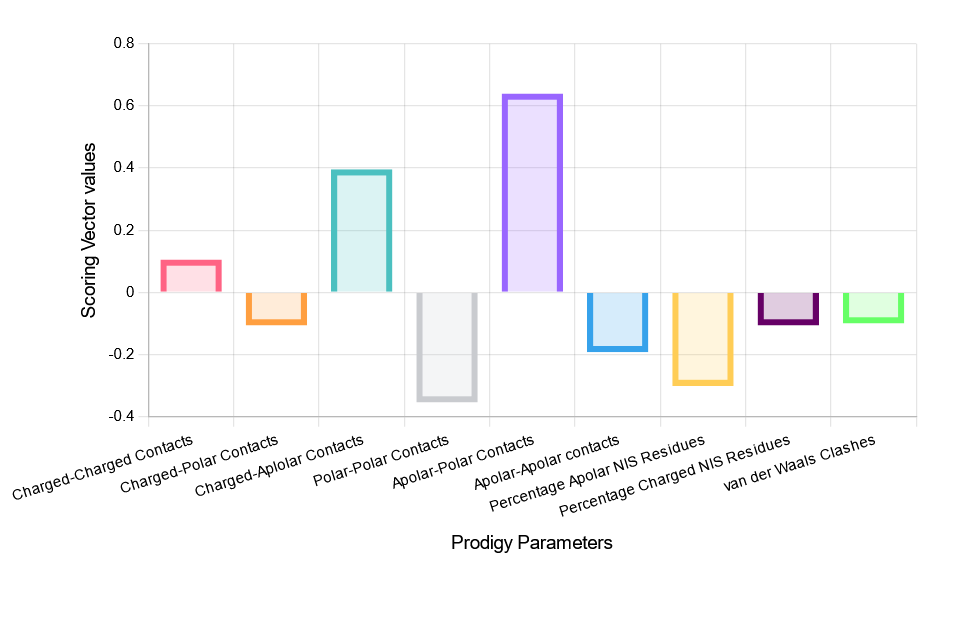 0.8
0.6
0.4
0.2
0
-0.2
-0.4
Scoring Vector values
Charged-Charged Contacts
Charged-Polar Contacts
Charged-Aplolar Contacts
Polar-Polar Contacts
Apolar-Polar Contacts
Apolar-Apolar contacts
Percentage Apolar NIS Residues
Percentage Charged NIS Residues
van der Waals Clashes
Prodigy Parameters